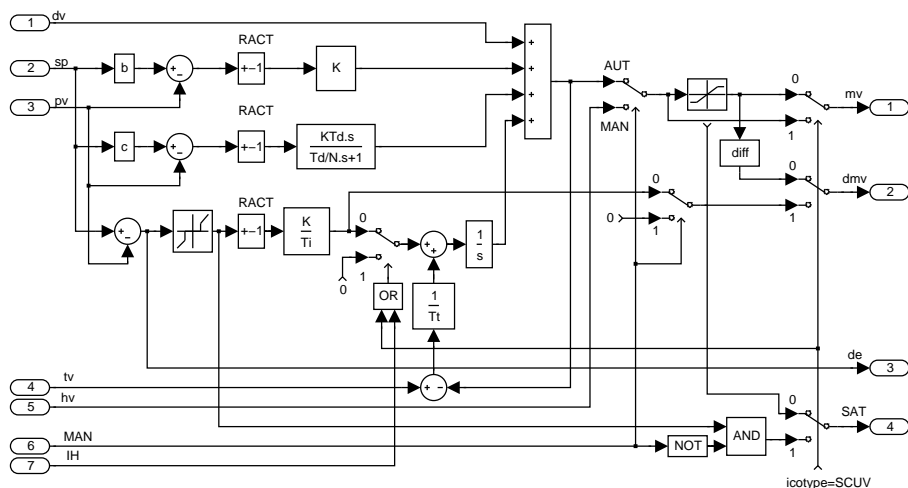 1 dv
2 sp
3 pv
b
+ -
RACT
+-1
K
c
+ -
RACT
+-1
KTd.s
Td/N.s+1
+ -
RACT
+-1
K
Ti
0
1
0
OR
+ +
1
s
1
Tt
+ -
+
+
+
+
AUT
MAN
0
1
mv
1
diff
0
1
dmv
2
0
0
1
de
3
4 tv
5 hv
6 MAN
7 IH
NOT
AND
0
1
SAT
4
icotype=SCUV